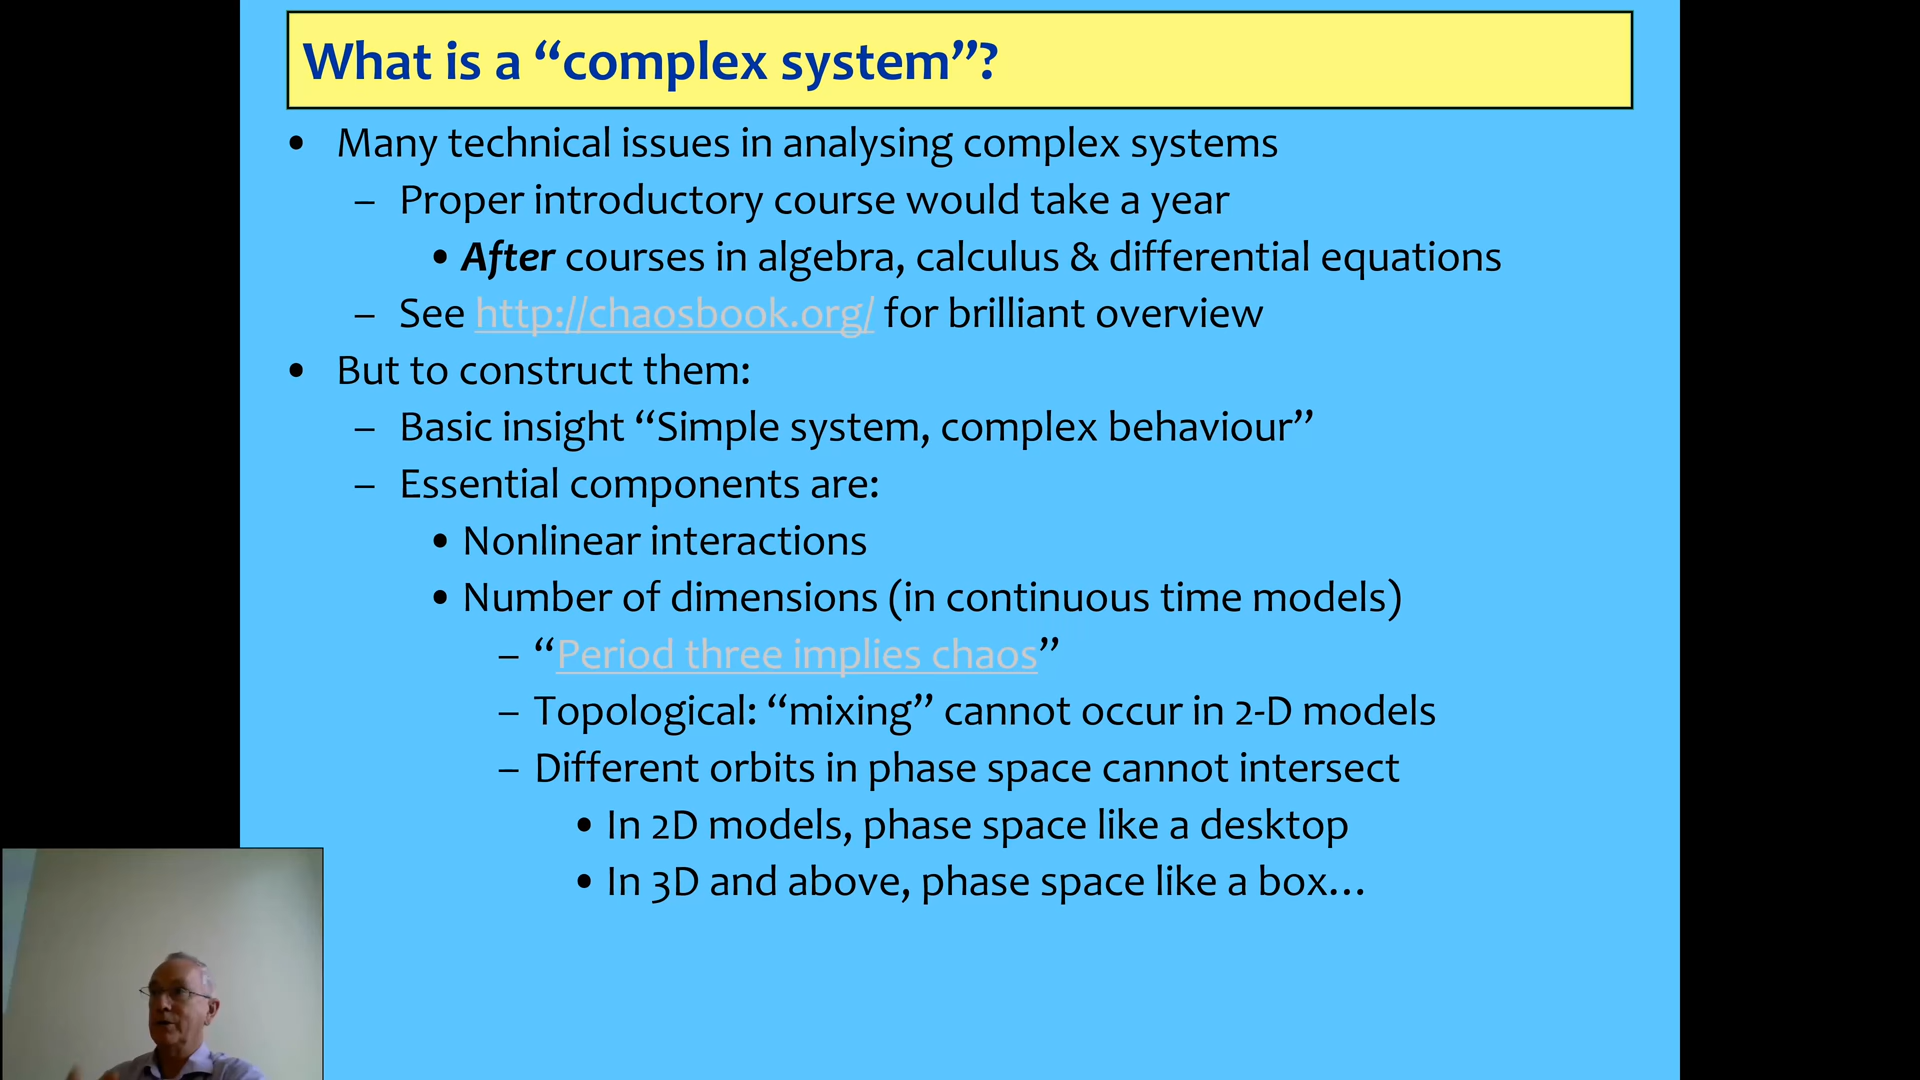 What is a “complex system”?
• Many technical issues in analysing complex systems
– Proper introductory course would take a year
• After courses in algebra, calculus & differential equations
– See http://chaosbook.org/ for brilliant overview
• But to construct them:
– Basic insight “Simple system, complex behaviour”
– Essential components are:
• Nonlinear interactions
• Number of dimensions (in continuous time models)
– “Period three implies chaos”
– Topological: “mixing” cannot occur in 2-D models
– Different orbits in phase space cannot intersect
• In 2D models, phase space like a desktop
• In 3D and above, phase space like a box…